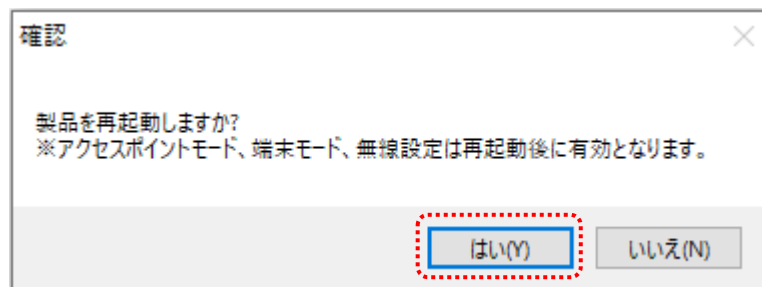 確認
製品を再起動しますか?
※アクセスポイントモード、端末モード、無線設定は再起動後に有効となります。
はい(Y)
いいえ(N)